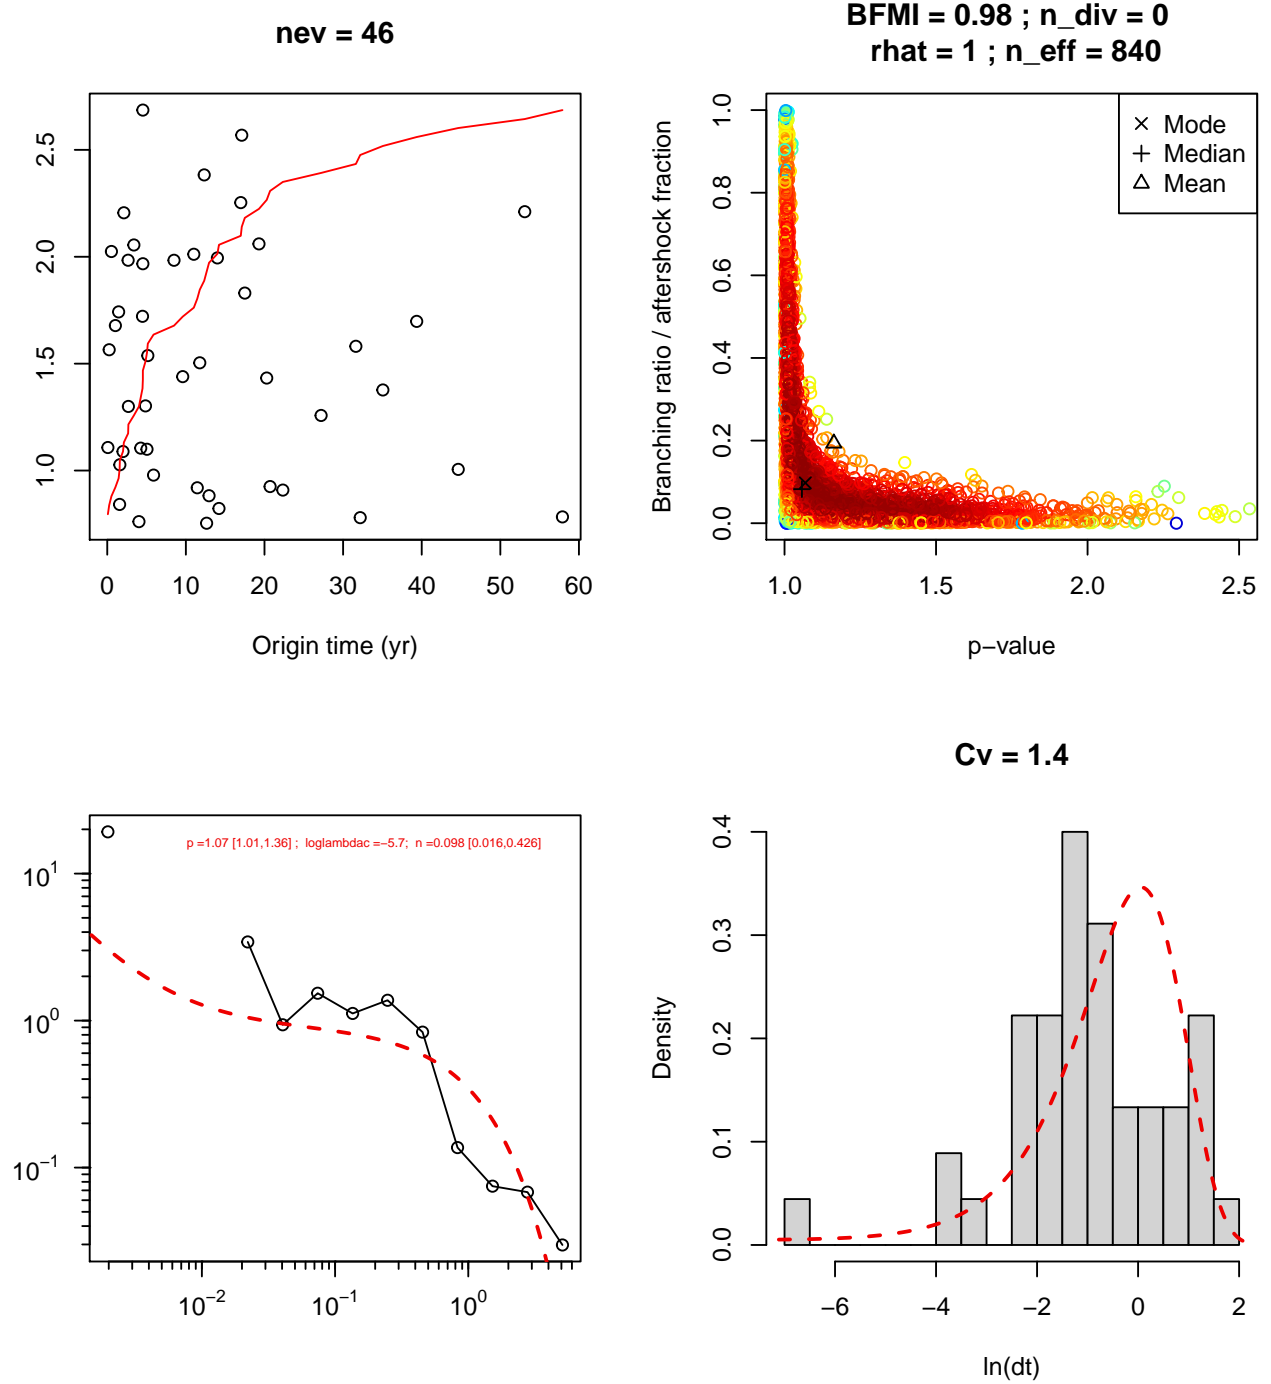 nev = 46
2.5
2.0
1.5
1.0
0 10 20 30 40 50 60
Origin time (yr)
BFMI = 0.98 ; n_div = 0
rhat = 1 ; n_eff = 840
Branching ratio / aftershock fraction
1.0
0.8
0.6
0.4
0.2
0.0
Mode
Median
Mean
1.0 1.5 2.0 2.5
p−value
p =1.07 [1.01,1.36] ; loglambdac =−5.7; n =0.098 [0.016,0.426]
10^1
10^0
10^−1
10^−2 10^−1 10^0
Cv = 1.4
Density
0.4
0.3
0.2
0.1
0.0
−6 −4 −2 0 2
ln(dt)